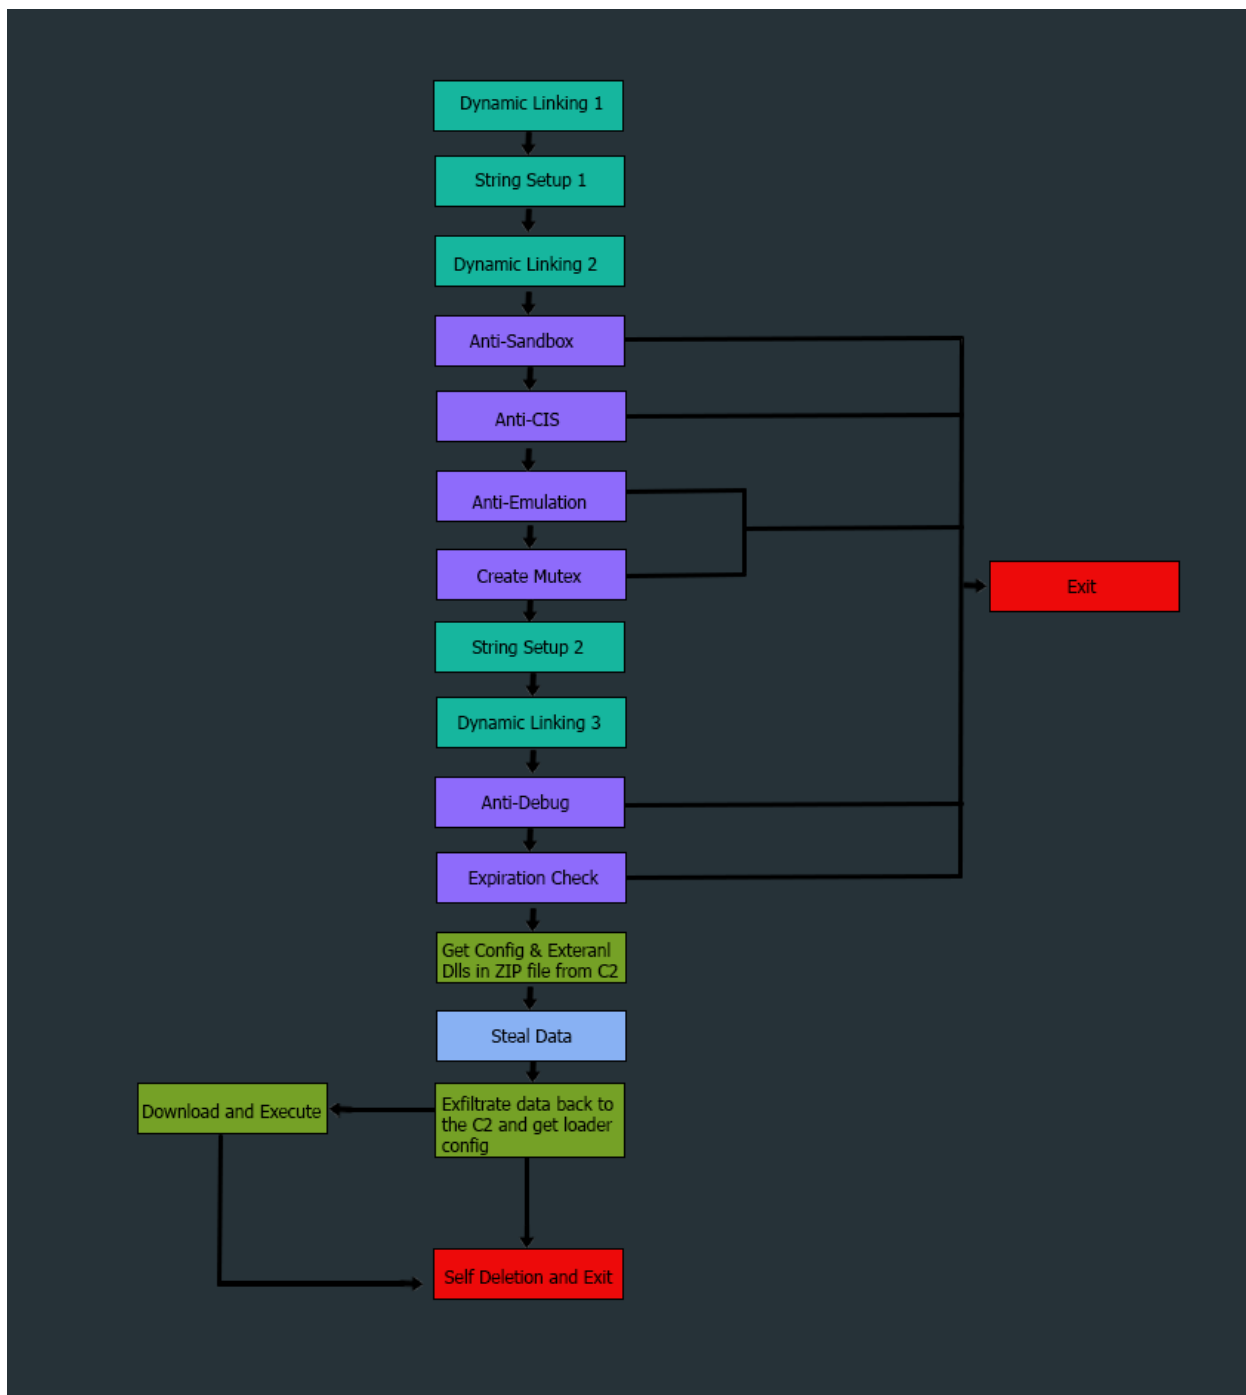 Dynamic Linking 1
String Setup 1
Dynamic Linking 2
Anti-Sandbox
Anti-CIS
Anti-Emulation
Create Mutex
Exit
String Setup 2
Dynamic Linking 3
Anti-Debug
Expiration Check
Get Config & Exteranl
Dlls in ZIP file from C2
Steal Data
Download and Execute
Exfiltrate data back to
the C2 and get loader
config
Self Deletion and Exit